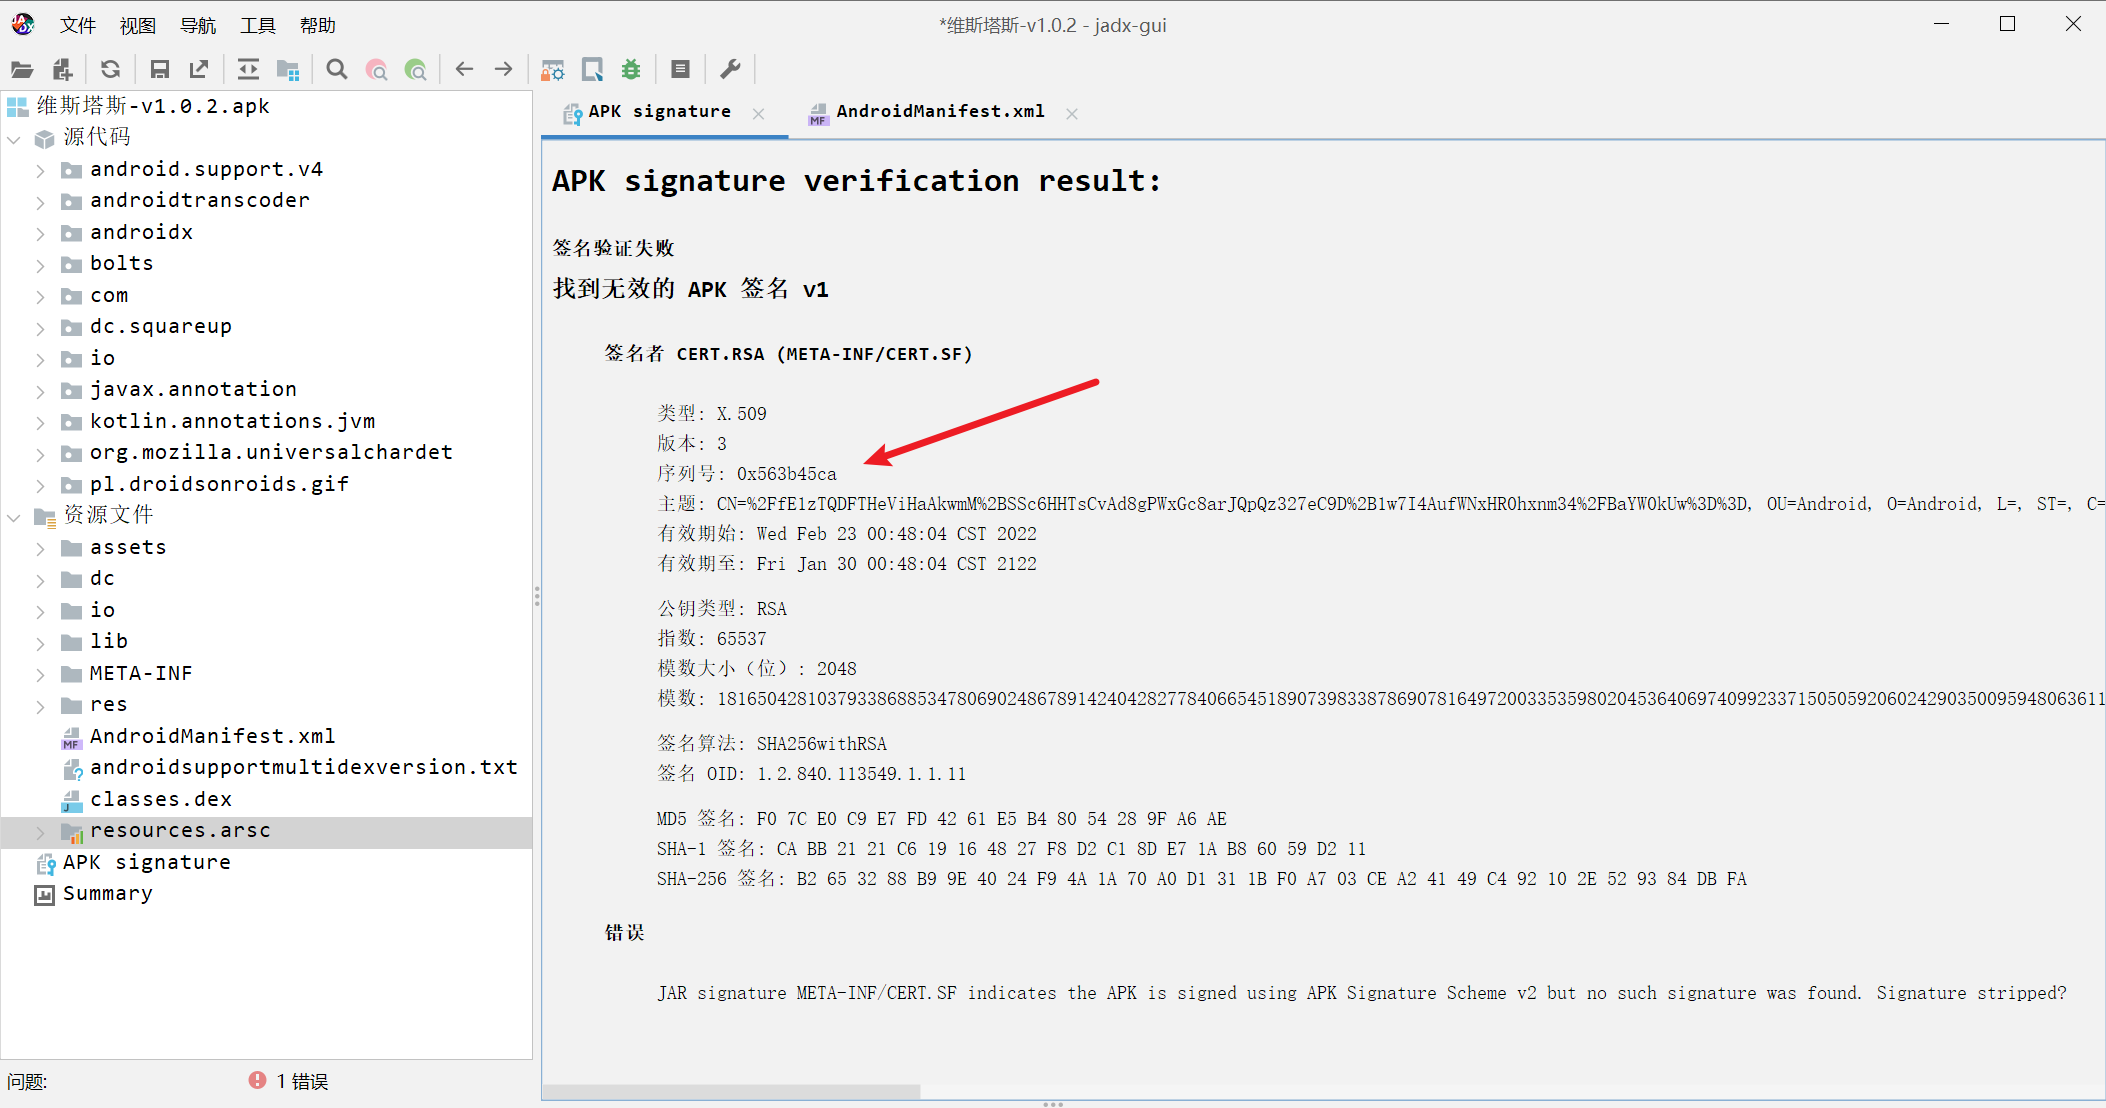 文件 视图 导航 工具 帮助
*维斯塔斯-v1.0.2 - jadx-gui
维斯塔斯-v1.0.2.apk
源代码
android.support.v4
androidtranscoder
androidx
bolts
com
dc.squareup
io
javax.annotation
kotlin.annotations.jvm
org.mozilla.universalchardet
pl.droidsonroids.gif
资源文件
assets
dc
io
lib
META-INF
res
AndroidManifest.xml
androidsupportmultidexversion.txt
classes.dex
resources.arsc
APK signature
Summary
问题:
1 错误
APK signature
AndroidManifest.xml
APK signature verification result:
签名验证失败
找到无效的 APK 签名 v1
签名者 CERT.RSA (META-INF/CERT.SF)
类型: X.509
版本: 3
序列号: 0x563b45ca
主题: CN=%2FfE1zTQDFTHeViHaAkwmM%2BSSc6HHTsCvAd8gPWxGc8arJQpQz327eC9D%2B1w7I4AufWNxHROhxnm34%2FBaYW0kUw%3D%3D, OU=Android, O=Android, L=, ST=, C=
有效期始: Wed Feb 23 00:48:04 CST 2022
有效期至: Fri Jan 30 00:48:04 CST 2122
公钥类型: RSA
指数: 65537
模数大小（位）: 2048
模数: 1816504281037933868853478069024867891424042827784066545189073983387869078164972003353598020453640697409923371505059206024290350095948063611
签名算法: SHA256withRSA
签名 OID: 1.2.840.113549.1.1.11
MD5 签名: F0 7C E0 C9 E7 FD 42 61 E5 B4 80 54 28 9F A6 AE
SHA-1 签名: CA BB 21 21 C6 19 16 48 27 F8 D2 C1 8D E7 1A B8 60 59 D2 11
SHA-256 签名: B2 65 32 88 B9 9E 40 24 F9 4A 1A 70 A0 D1 31 1B F0 A7 03 CE A2 41 49 C4 92 10 2E 52 93 84 DB FA
错误
JAR signature META-INF/CERT.SF indicates the APK is signed using APK Signature Scheme v2 but no such signature was found. Signature stripped?